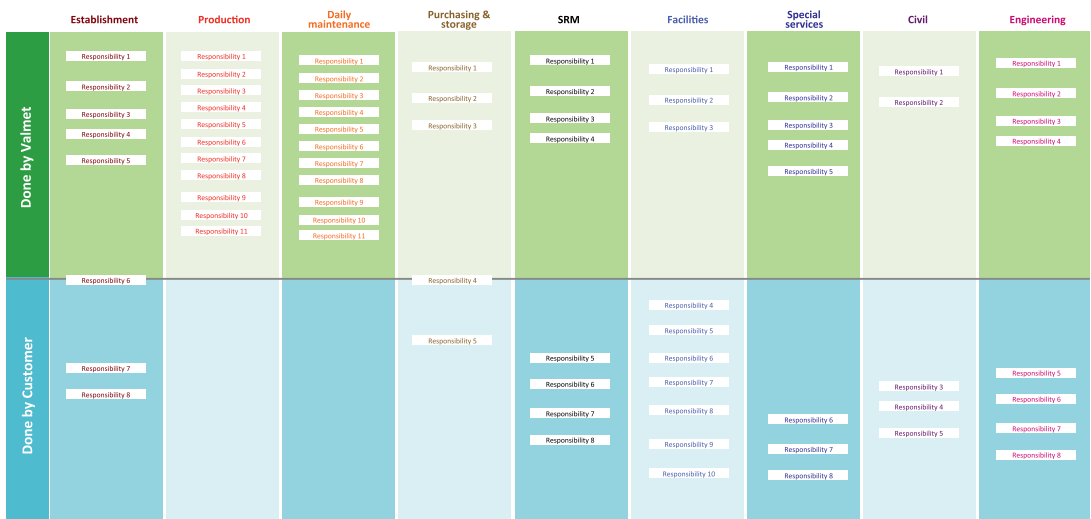 Establishment
Production
Daily
maintenance
Purchasing &
storage
SRM
Facilities
Special
services
Civil
Engineering
Done by Valmet
Responsibility 1
Responsibility 2
Responsibility 3
Responsibility 4
Responsibility 5
Responsibility 1
Responsibility 2
Responsibility 3
Responsibility 4
Responsibility 5
Responsibility 6
Responsibility 7
Responsibility 8
Responsibility 9
Responsibility 10
Responsibility 11
Responsibility 1
Responsibility 2
Responsibility 3
Responsibility 4
Responsibility 5
Responsibility 6
Responsibility 7
Responsibility 8
Responsibility 9
Responsibility 10
Responsibility 11
Responsibility 1
Responsibility 2
Responsibility 3
Responsibility 1
Responsibility 2
Responsibility 3
Responsibility 4
Responsibility 1
Responsibility 2
Responsibility 3
Responsibility 1
Responsibility 2
Responsibility 3
Responsibility 4
Responsibility 5
Responsibility 1
Responsibility 2
Responsibility 1
Responsibility 2
Responsibility 3
Responsibility 4
Responsibility 6
Responsibility 4
Done by Customer
Responsibility 7
Responsibility 8
Responsibility 5
Responsibility 5
Responsibility 6
Responsibility 7
Responsibility 8
Responsibility 4
Responsibility 5
Responsibility 6
Responsibility 7
Responsibility 8
Responsibility 9
Responsibility 10
Responsibility 6
Responsibility 7
Responsibility 8
Responsibility 3
Responsibility 4
Responsibility 5
Responsibility 5
Responsibility 6
Responsibility 7
Responsibility 8